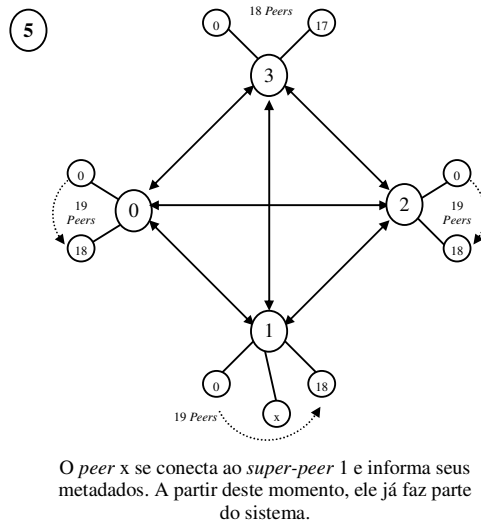 5
18 Peers
0
17
3
0
19
Peers
18
0
2
0
19
Peers
18
1
0
18
19 Peers
x
O peer x se conecta ao super-peer 1 e informa seus
metadados. A partir deste momento, ele já faz parte
do sistema.